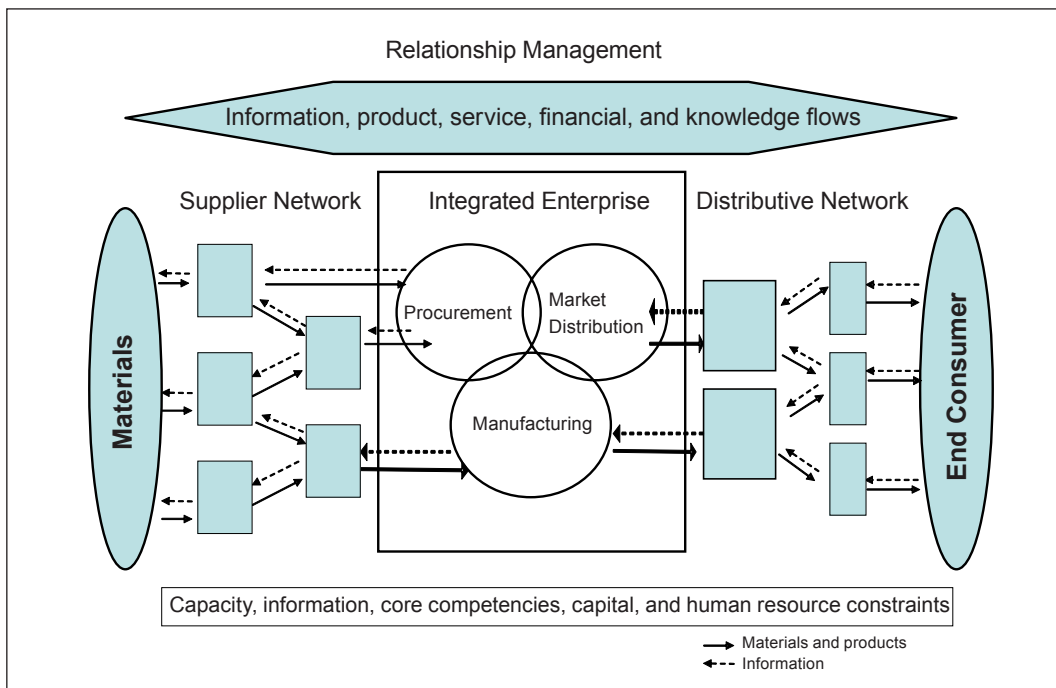 Relationship Management
Information, product, service, financial, and knowledge flows
Supplier Network
Integrated Enterprise
Distributive Network
Materials
Procurement
Market
Distribution
Manufacturing
End Consumer
Capacity, information, core competencies, capital, and human resource constraints
Materials and products
Information